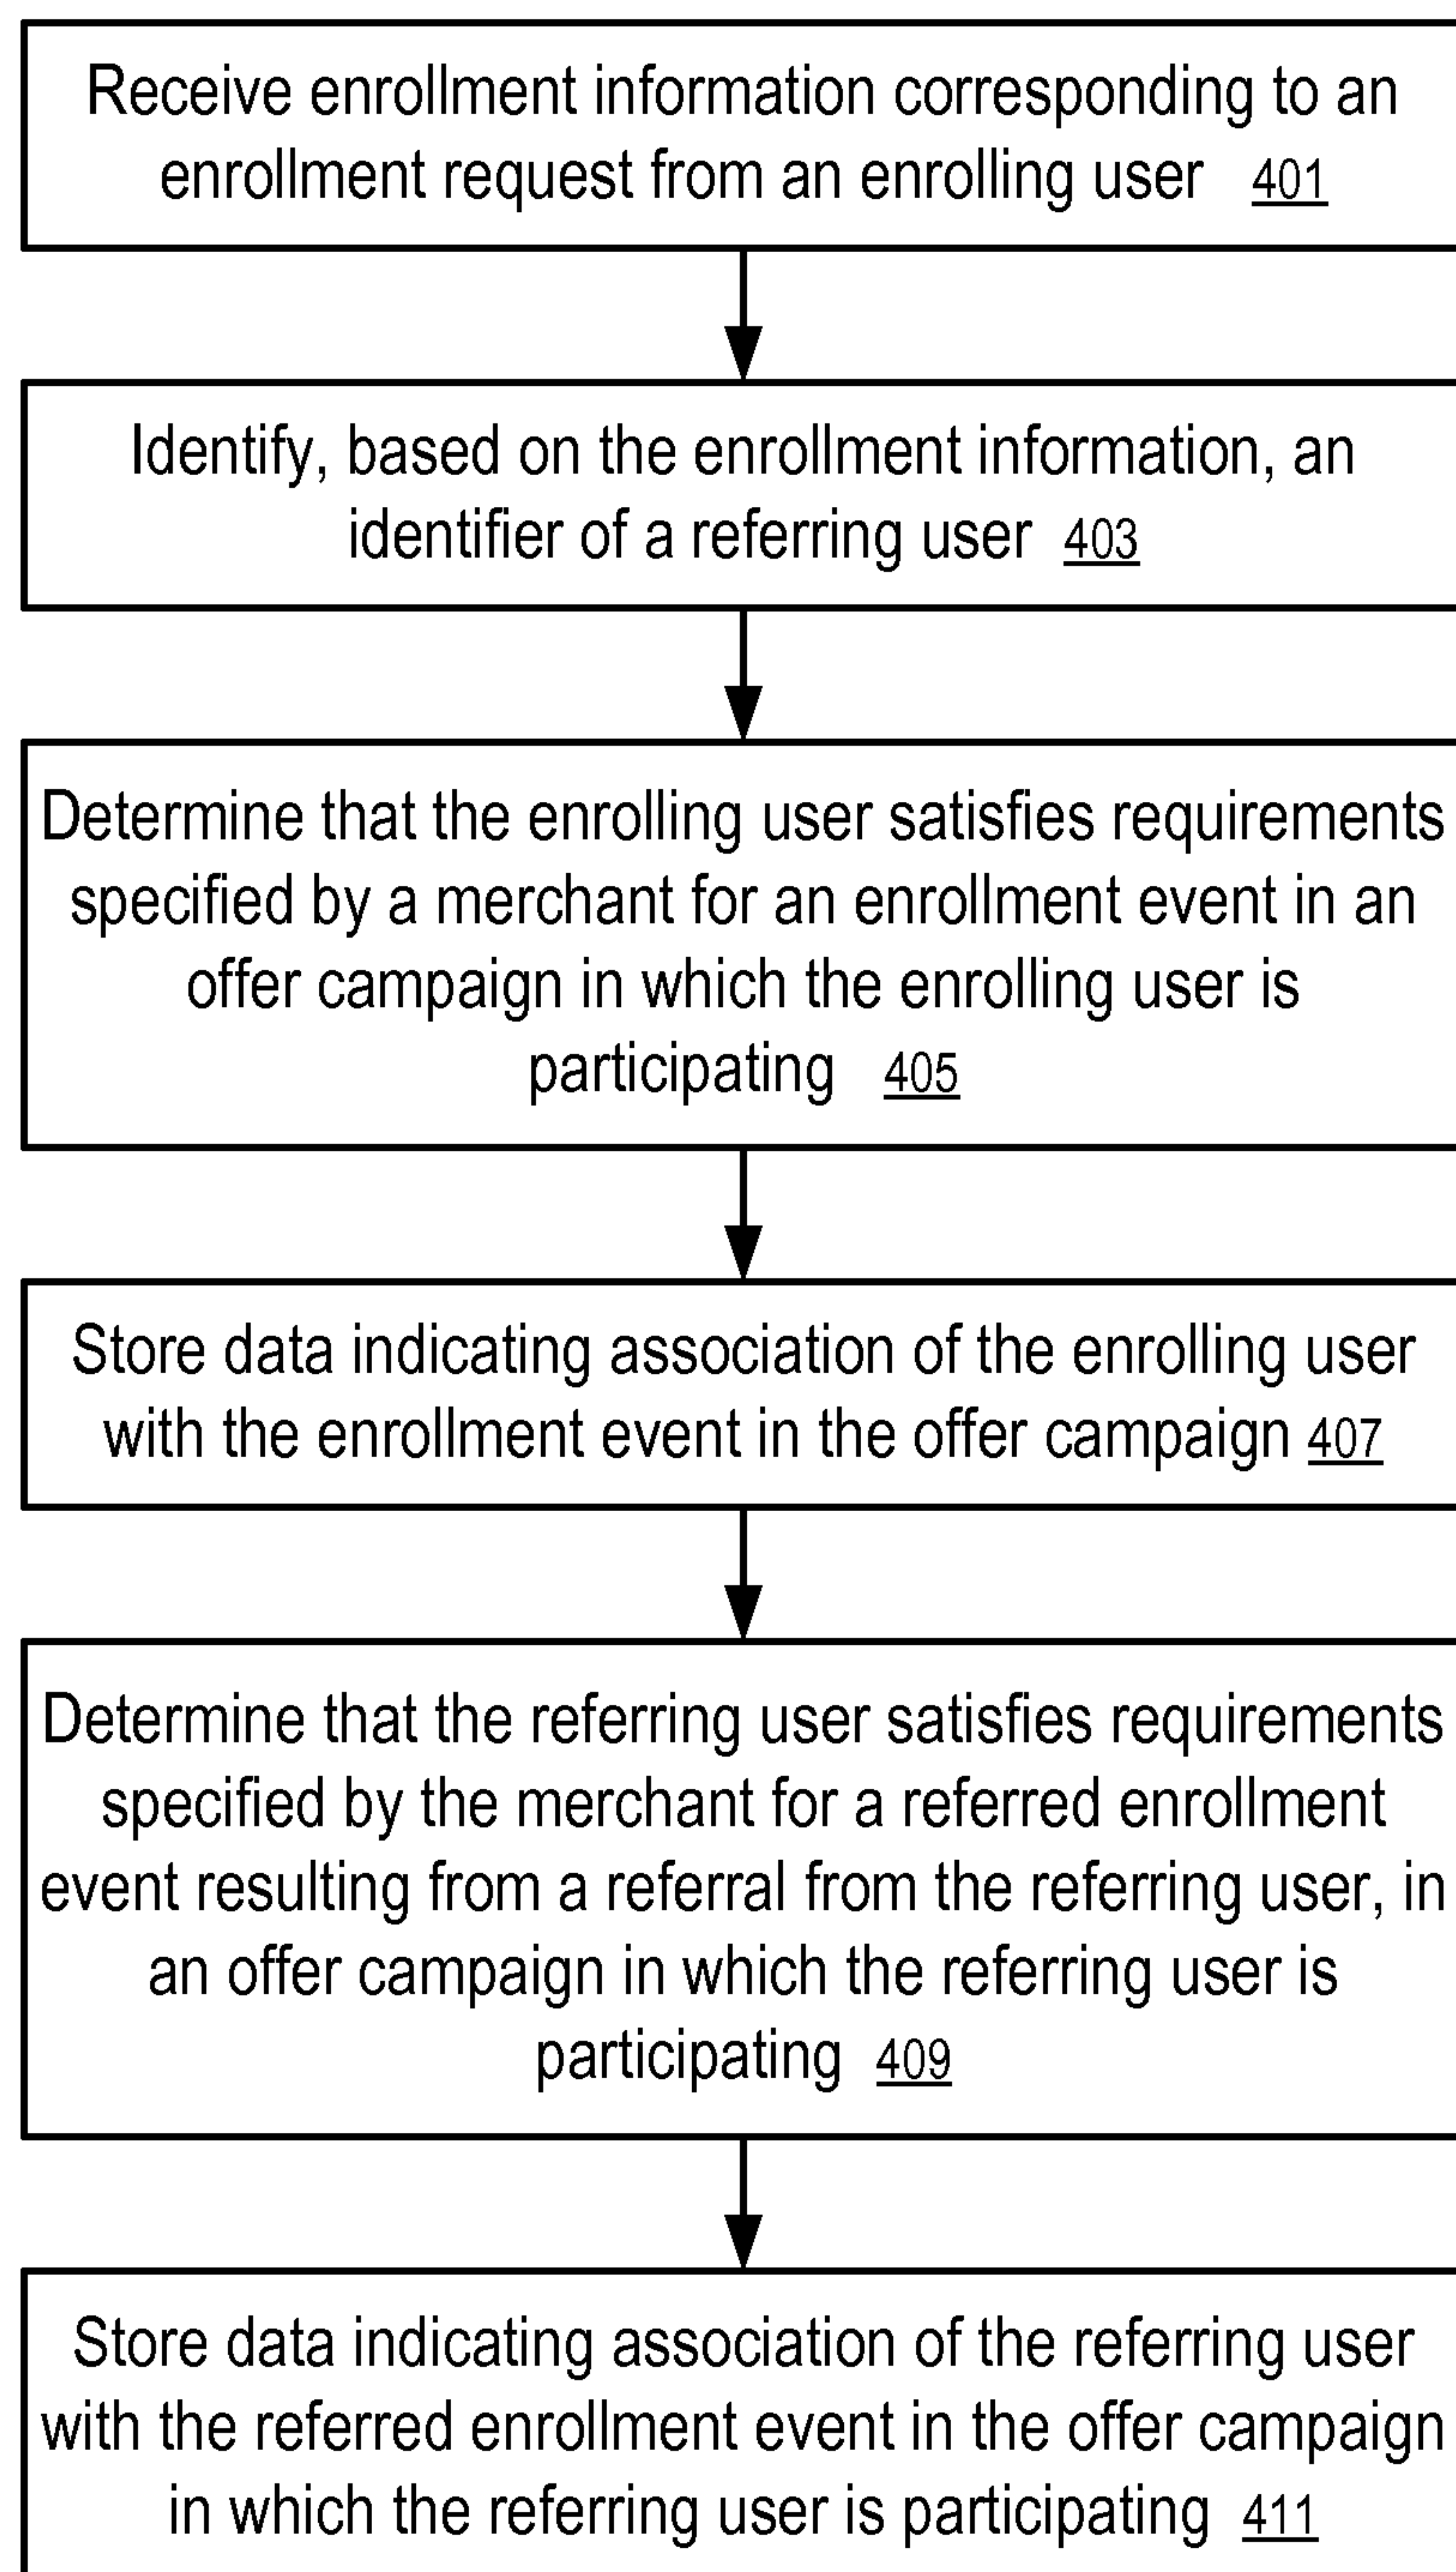 Receive enrollment information corresponding to an
enrollment request from an enrolling user 401
Identify, based on the enrollment information, an
identifier of a referring user 403
Determine that the enrolling user satisfies requirements
specified by a merchant for an enrollment event in an
offer campaign in which the enrolling user is
participating 405
Store data indicating association of the enrolling user
with the enrollment event in the offer campaign 407
Determine that the referring user satisfies requirements
specified by the merchant for a referred enrollment
event resulting from a referral from the referring user, in
an offer campaign in which the referring user is
participating 409
Store data indicating association of the referring user
with the referred enrollment event in the offer campaign
in which the referring user is participating 411